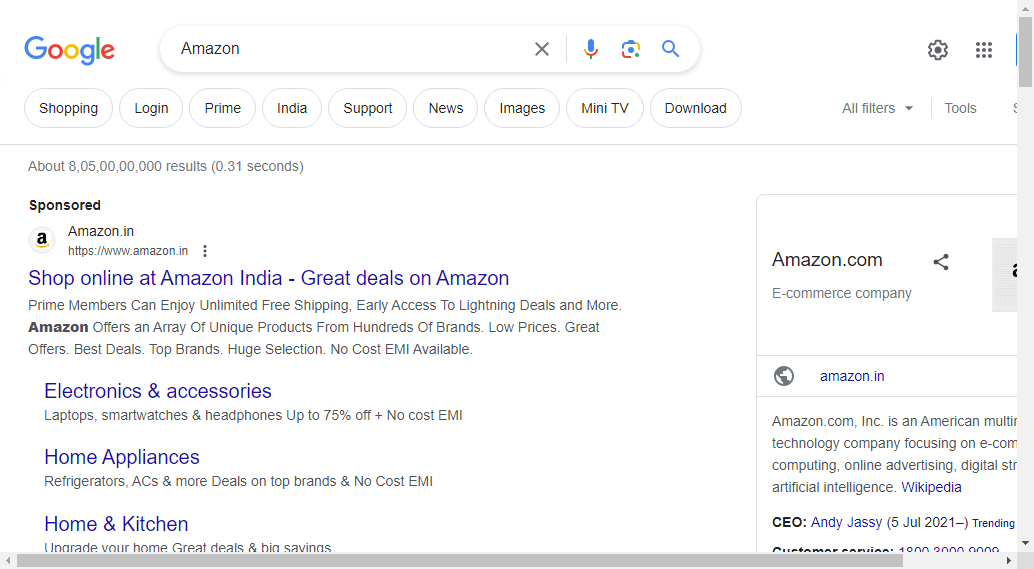 Google
Amazon
Shopping
Login
Prime
India
Support
News
Images
Mini TV
Download
All filters
Tools
About 8,05,00,00,000 results (0.31 seconds)
Sponsored
Amazon.in
https://www.amazon.in
Shop online at Amazon India - Great deals on Amazon
Prime Members Can Enjoy Unlimited Free Shipping, Early Access To Lightning Deals and More.
Amazon Offers an Array Of Unique Products From Hundreds Of Brands. Low Prices. Great
Offers. Best Deals. Top Brands. Huge Selection. No Cost EMI Available.
Electronics & accessories
Laptops, smartwatches & headphones Up to 75% off + No cost EMI
Home Appliances
Refrigerators, ACs & more Deals on top brands & No Cost EMI
Home & Kitchen
Upgrade your home Great deals & big savings
Amazon.com
E-commerce company
amazon.in
Amazon.com, Inc. is an American
technology company focusing on
computing, online advertising, digital
artificial intelligence. Wikipedia
CEO: Andy Jassy (5 Jul 2021–) Trending
Customer service: 1800 3000 9009